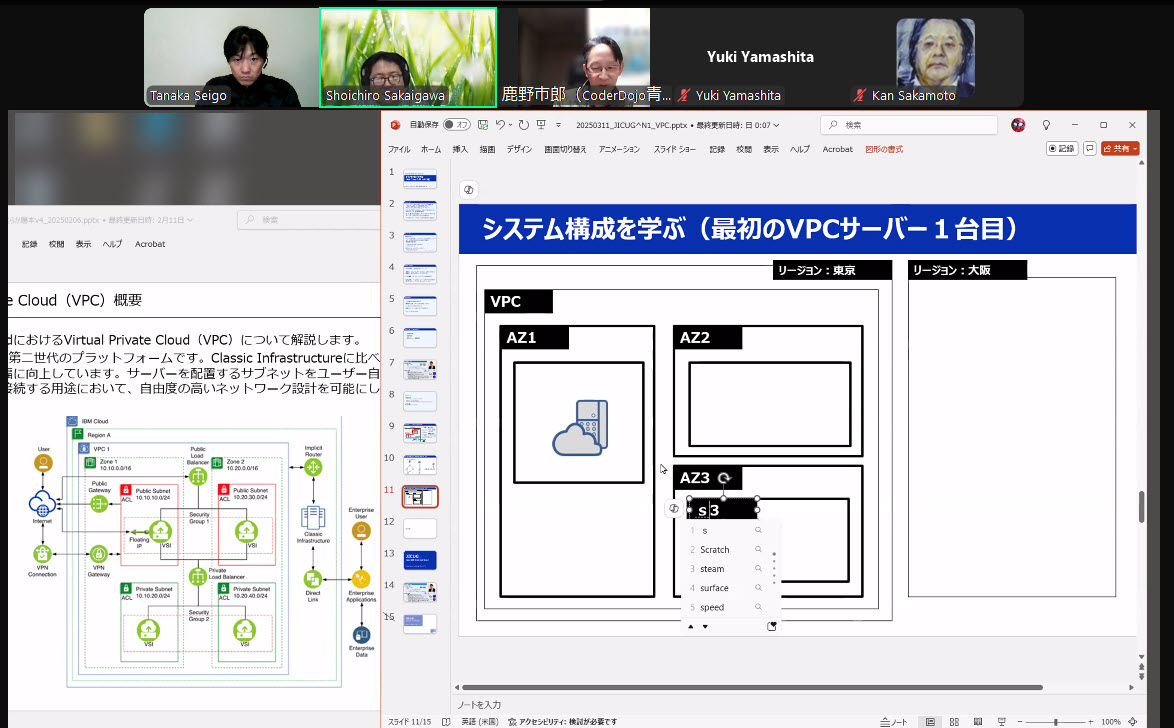 Tanaka Seigo
Shoichiro Sakaigawa
鹿野市郎（CoderDojo青...
Yuki Yamashita
Yuki Yamashita
Kan Sakamoto
v4_20250206.pptx • 最終更新日時: 2月11日
検索
記録 校閲 表示 ヘルプ Acrobat
e Cloud（VPC）概要
dにおけるVirtual Private Cloud（VPC）について解説します。
第二世代のプラットフォームです。Classic Infrastructureに比べ
に向上しています。サーバーを配置するサブネットをユーザー自
接続する用途において、自由度の高いネットワーク設計を可能にし
IBM Cloud
Region A
VPC 1
User
Zone 1
10.10.0.0/16
Public
Load
Balancer
Zone 2
10.20.0.0/16
Implicit
Router
Public
Gateway
ACL
Public Subnet
10.10.10.0/24
ACL
Public Subnet
10.20.30.0/24
Internet
Security
Group 1
Floating
IP
VSI
VSI
Classic
Infrastructure
Enterprise
User
VPN
Connection
VPN
Gateway
Private
Load Balancer
Direct
Link
Enterprise
Applications
ACL
Private Subnet
10.10.20.0/24
ACL
Private Subnet
10.20.40.0/24
Security
Group 2
VSI
VSI
Enterprise
Data
自動保存 オフ
20250311_JICUG^N1_VPC.pptx • 最終更新日時: 日 0:07
検索
ファイル ホーム 挿入 描画 デザイン 画面切り替え アニメーション スライド ショー 記録 校閲 表示 ヘルプ Acrobat 図形の書式
記録
共有
1
2
3
4
5
6
7
8
9
10
11
12
13
14
15
システム構成を学ぶ（最初のVPCサーバー１台目）
リージョン：東京
リージョン：大阪
VPC
AZ1
AZ2
AZ3
s3
1 s
2 Scratch
3 steam
4 surface
5 speed
ノートを入力
スライド 11/15 英語 (米国) アクセシビリティ: 検討が必要です
ノート
100%